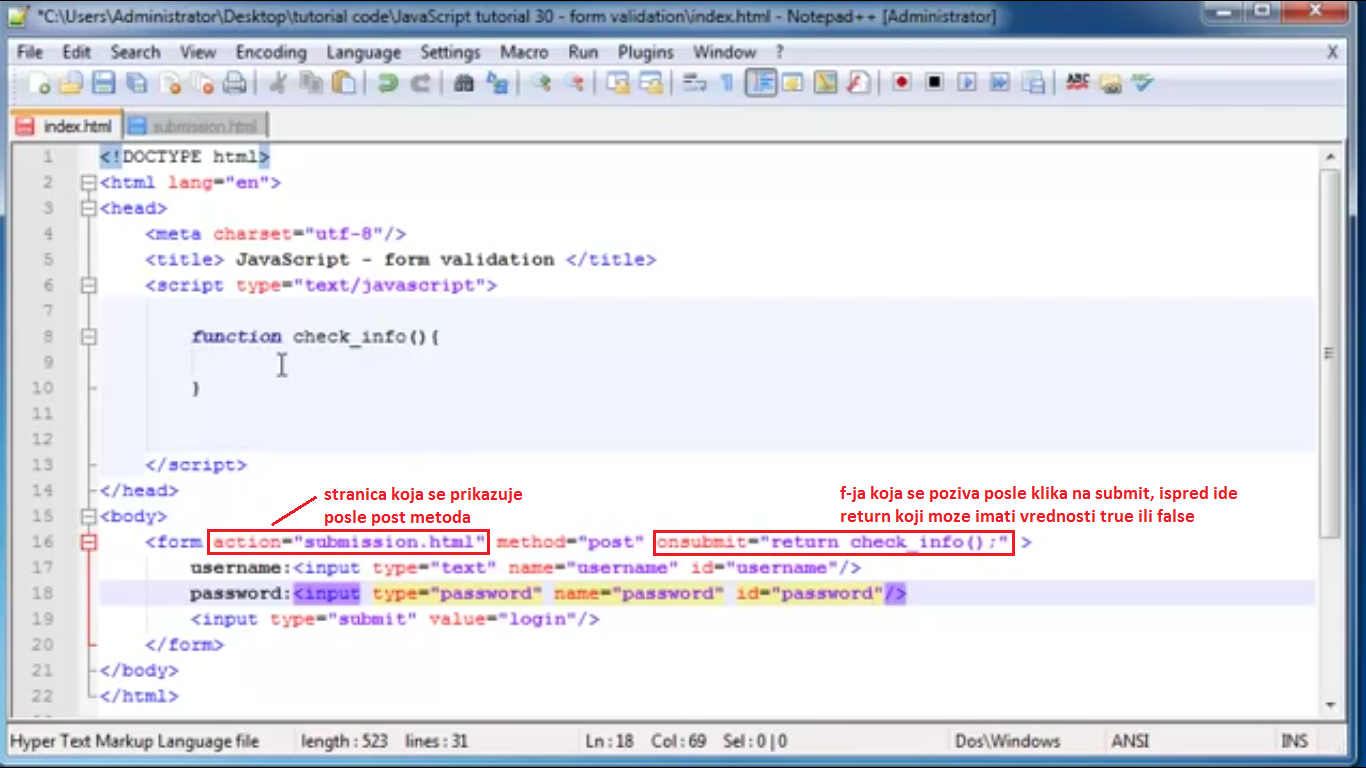 *C:\Users\Administrator\Desktop\tutorial code\JavaScript tutorial 30 - form validation\index.html - Notepad++ [Administrator]
File Edit Search View Encoding Language Settings Macro Run Plugins Window ? X
index.html submission.html
1 <!DOCTYPE html>
2 <html lang="en">
3 <head>
4 <meta charset="utf-8"/>
5 <title> JavaScript - form validation </title>
6 <script type="text/javascript">
7
8 function check_info(){
9
10 }
11
12
13 </script>
14 </head>
stranica koja se prikazuje
posle post metoda
f-ja koja se poziva posle klika na submit, ispred ide
return koji moze imati vrednosti true ili false
15 <body>
16 <form action="submission.html" method="post" onsubmit="return check_info();" >
17 username:<input type="text" name="username" id="username"/>
18 password:<input type="password" name="password" id="password"/>
19 <input type="submit" value="login"/>
20 </form>
21 </body>
22 </html>
Hyper Text Markup Language file length : 523 lines : 31 Ln : 18 Col : 69 Sel : 0 | 0 Dos\Windows ANSI INS